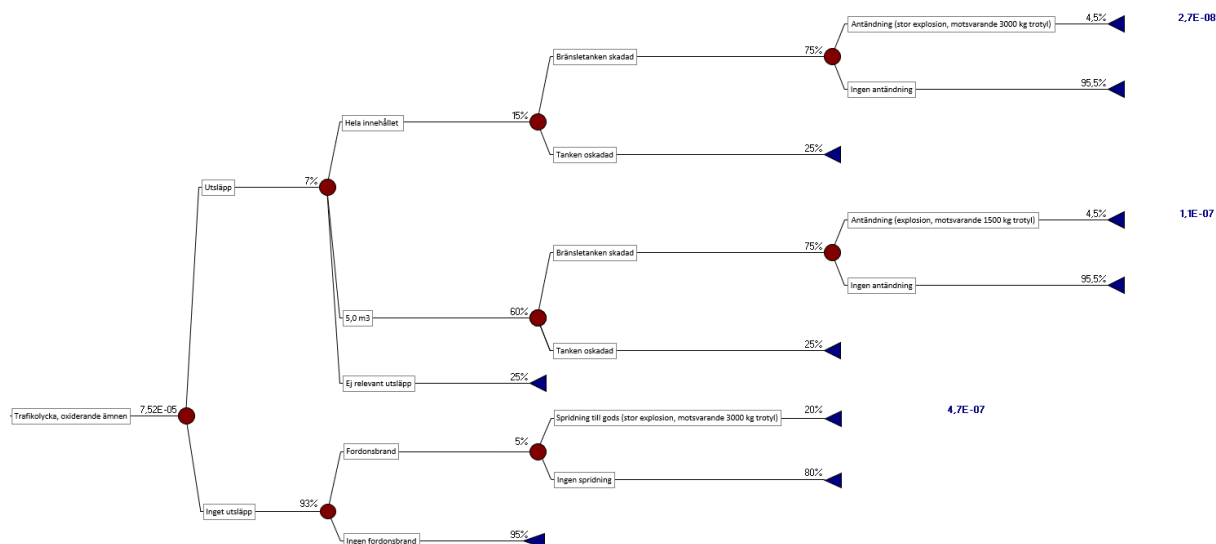 Antändning (stor explosion, motsvarande 3000 kg trotyl)
4,5%
2,7E-08
Bränsletanken skadad
75%
Ingen antändning
95,5%
Hela innehållet
15%
Tanken oskadad
25%
Utsläpp
7%
Antändning (explosion, motsvarande 1500 kg trotyl)
4,5%
1,1E-07
Bränsletanken skadad
75%
Ingen antändning
95,5%
5,0 m3
60%
Tanken oskadad
25%
Ej relevant utsläpp
25%
Trafikolycka, oxiderande ämnen
7,52E-05
Spridning till gods (stor explosion, motsvarande 3000 kg trotyl)
20%
4,7E-07
Fordonsbrand
5%
Ingen spridning
80%
Inget utsläpp
93%
Ingen fordonsbrand
95%